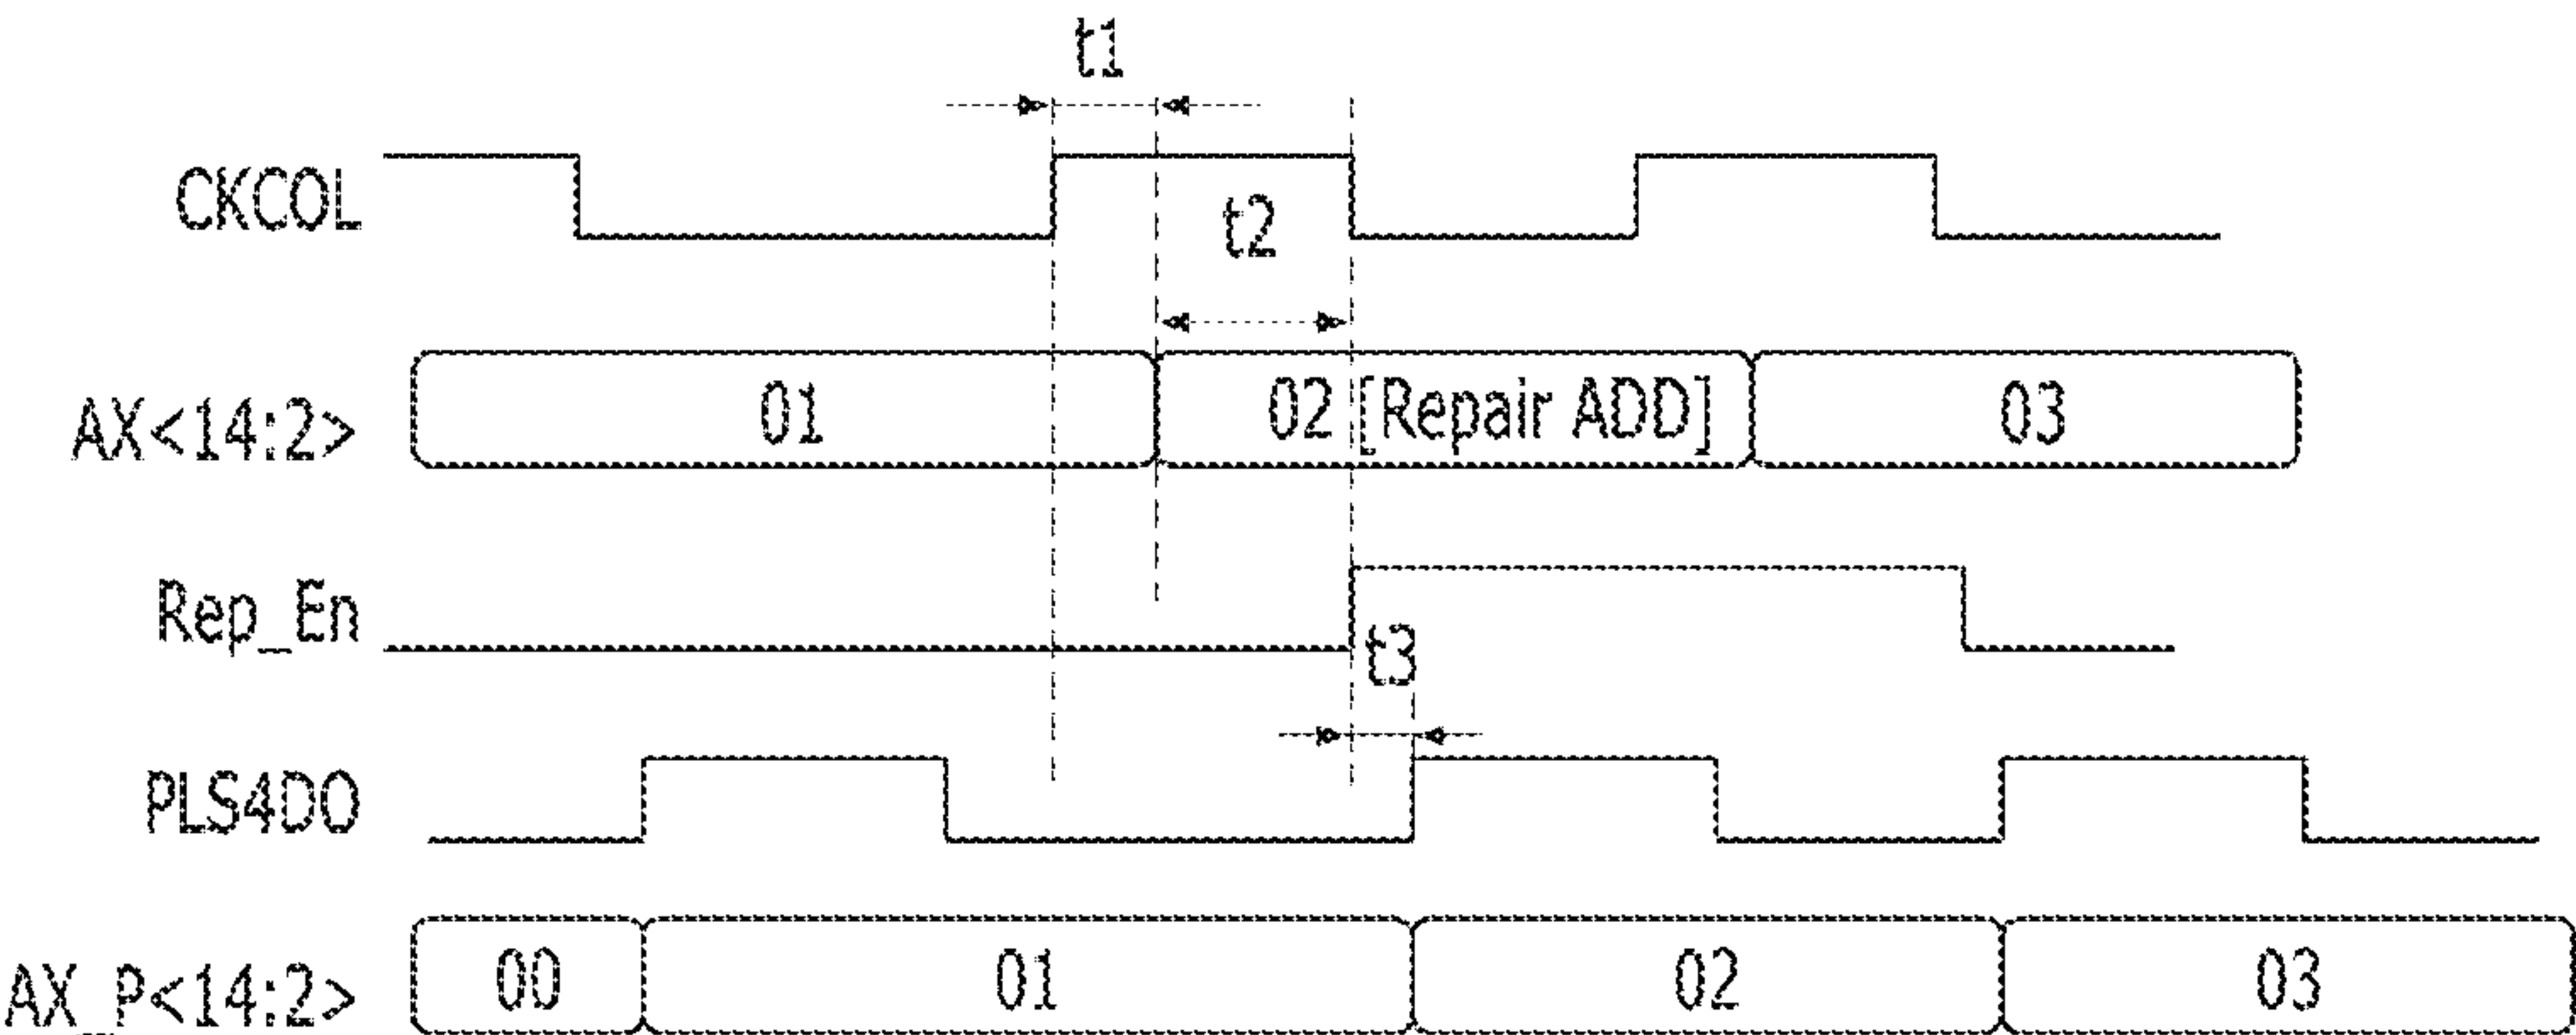 t1
CKCOL
t2
AX<14:2> 01 02 [Repair ADD] 03
Rep_En
t3
PLS4DO
AX_P<14:2> 00 01 02 03